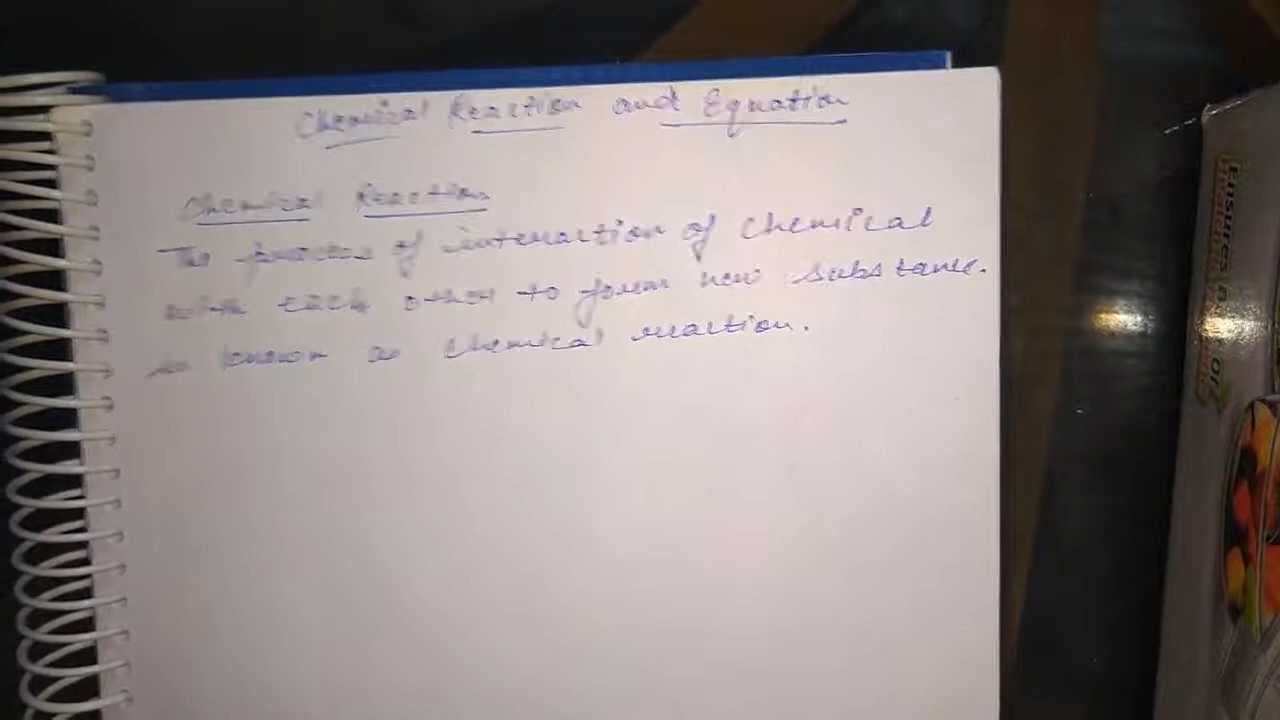 Chemical Reaction and Equation
Chemical Reaction
The process of interaction of chemical
with each other to form new substance.
is known as chemical reaction.
Ensures